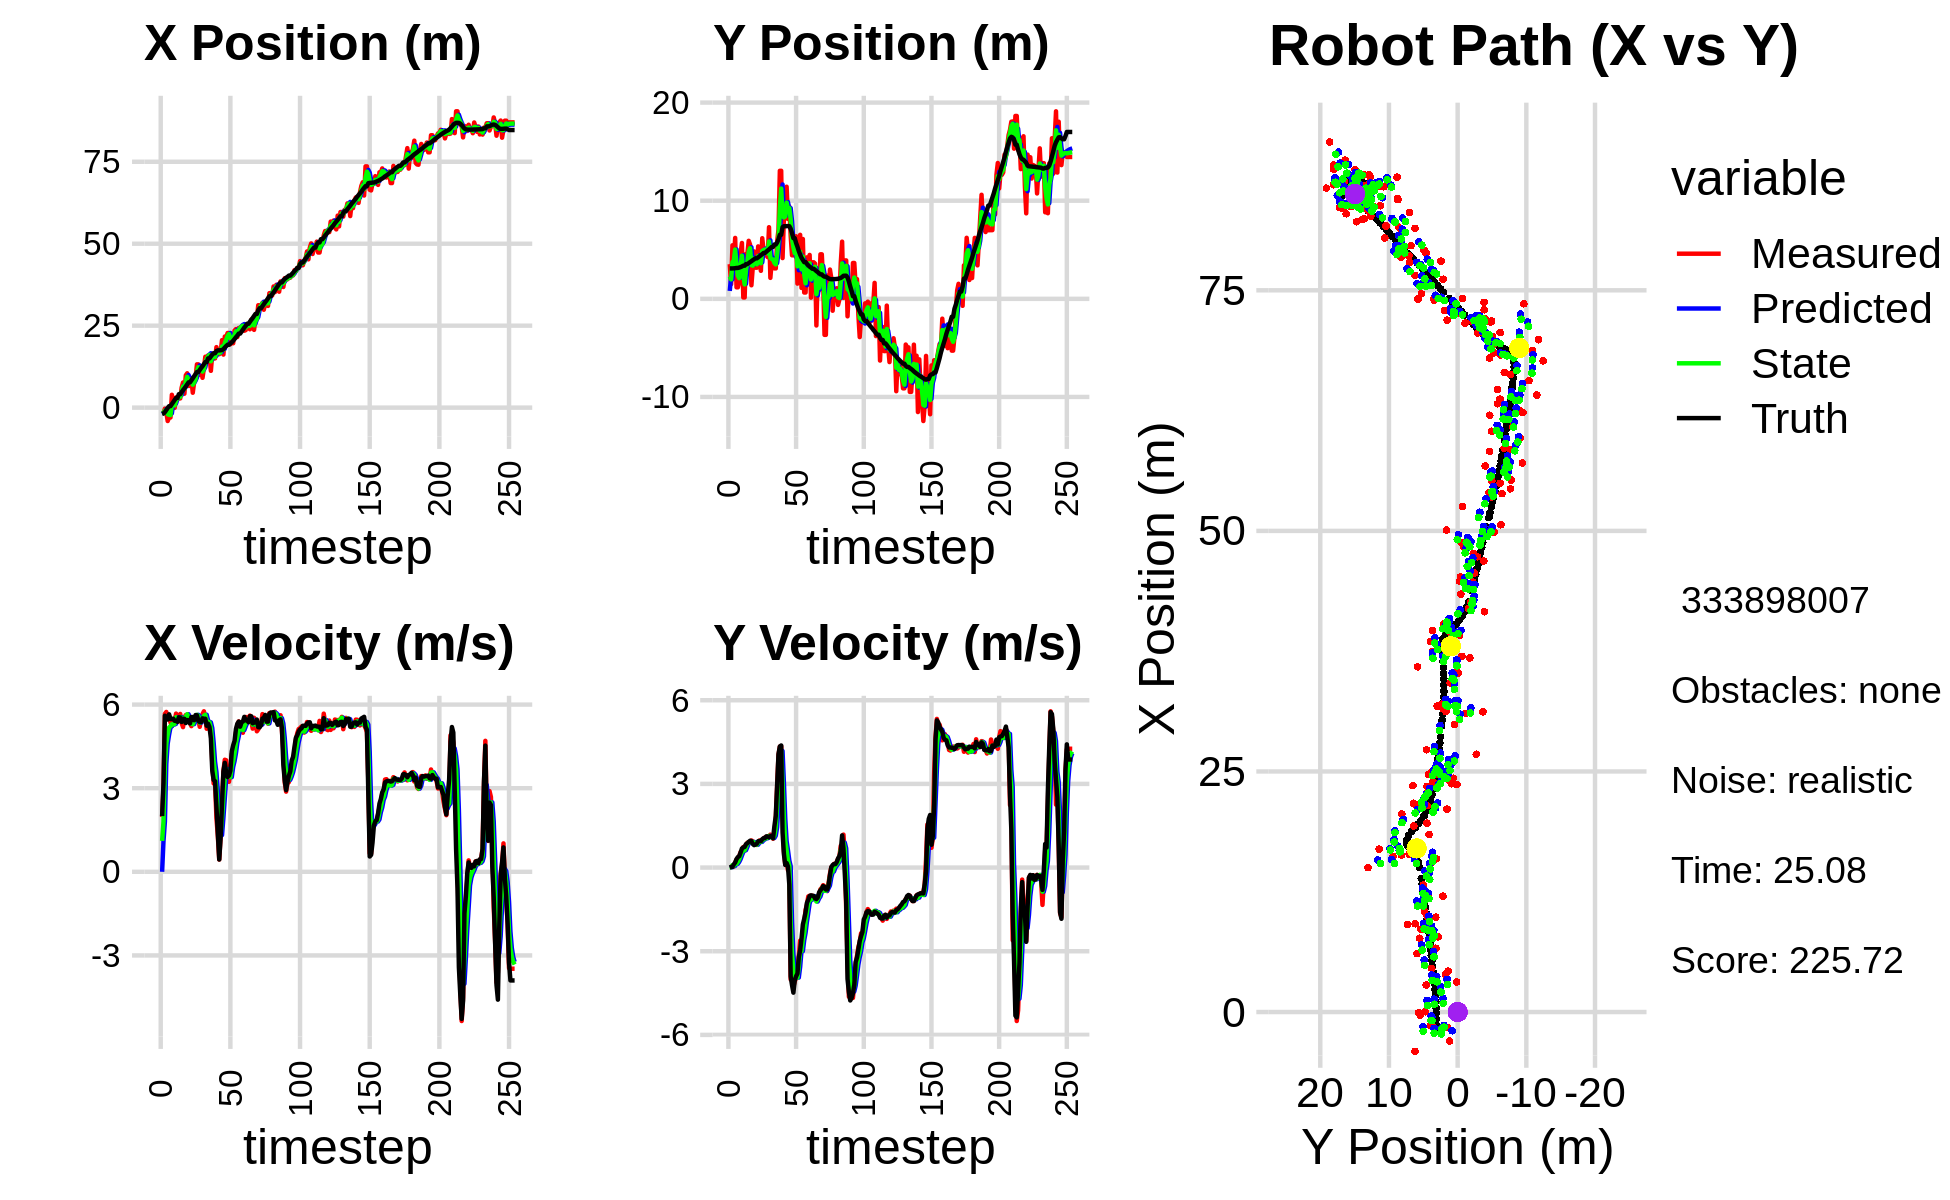 X Position (m)
75
50
25
0
0 50 100 150 200 250
timestep
Y Position (m)
20
10
0
-10
0 50 100 150 200 250
timestep
X Velocity (m/s)
6
3
0
-3
0 50 100 150 200 250
timestep
Y Velocity (m/s)
6
3
0
-3
-6
0 50 100 150 200 250
timestep
Robot Path (X vs Y)
X Position (m)
75
50
25
0
20 10 0 -10 -20
Y Position (m)
variable
Measured
Predicted
State
Truth
333898007
Obstacles: none
Noise: realistic
Time: 25.08
Score: 225.72